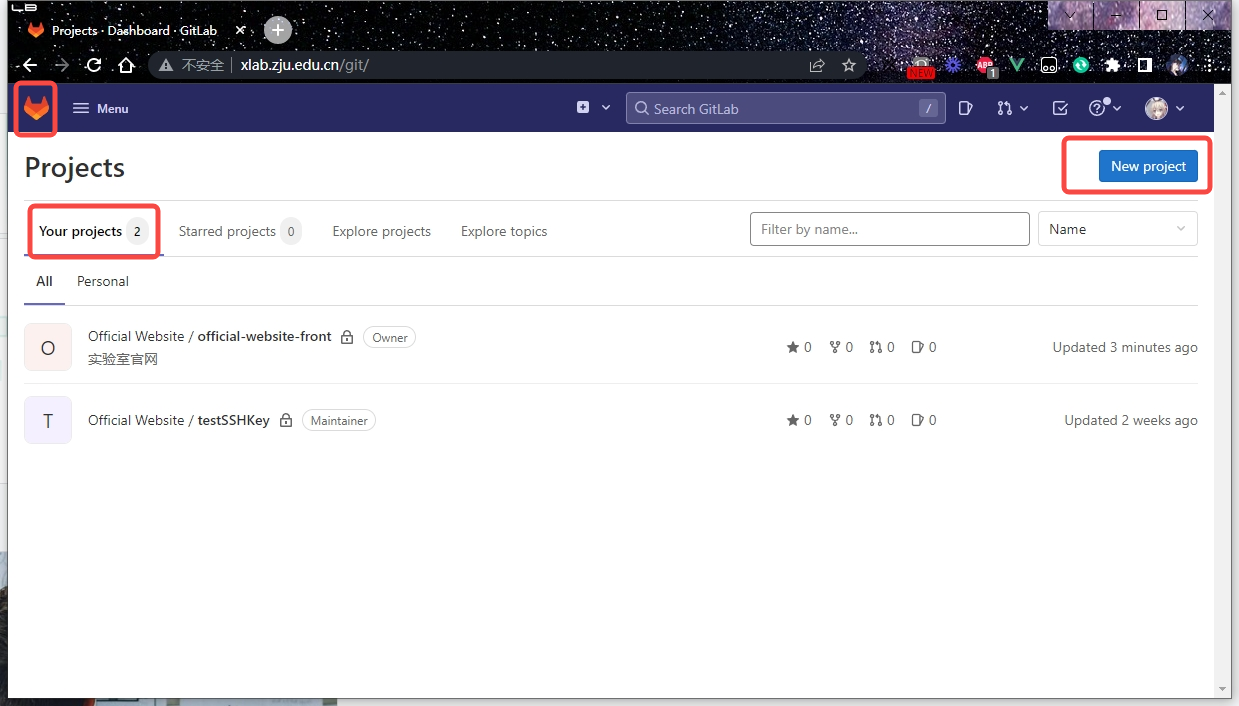 Projects · Dashboard · GitLab
不安全 xlab.zju.edu.cn/git/
NEW
ABP
1
Menu
Search GitLab /
Projects
New project
Your projects 2
Starred projects 0
Explore projects
Explore topics
Filter by name...
Name
All
Personal
O
Official Website / official-website-front
Owner
实验室官网
0 0 0 0
Updated 3 minutes ago
T
Official Website / testSSHKey
Maintainer
0 0 0 0
Updated 2 weeks ago